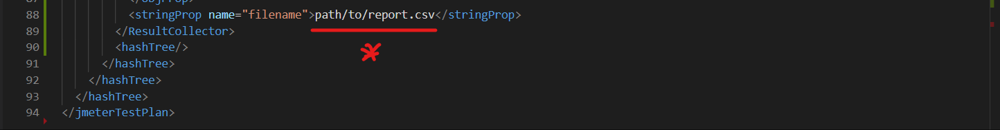 88 <stringProp name="filename">path/to/report.csv</stringProp>
89 </ResultCollector>
90 <hashTree/>
91 </hashTree>
92 </hashTree>
93 </hashTree>
94 </jmeterTestPlan>